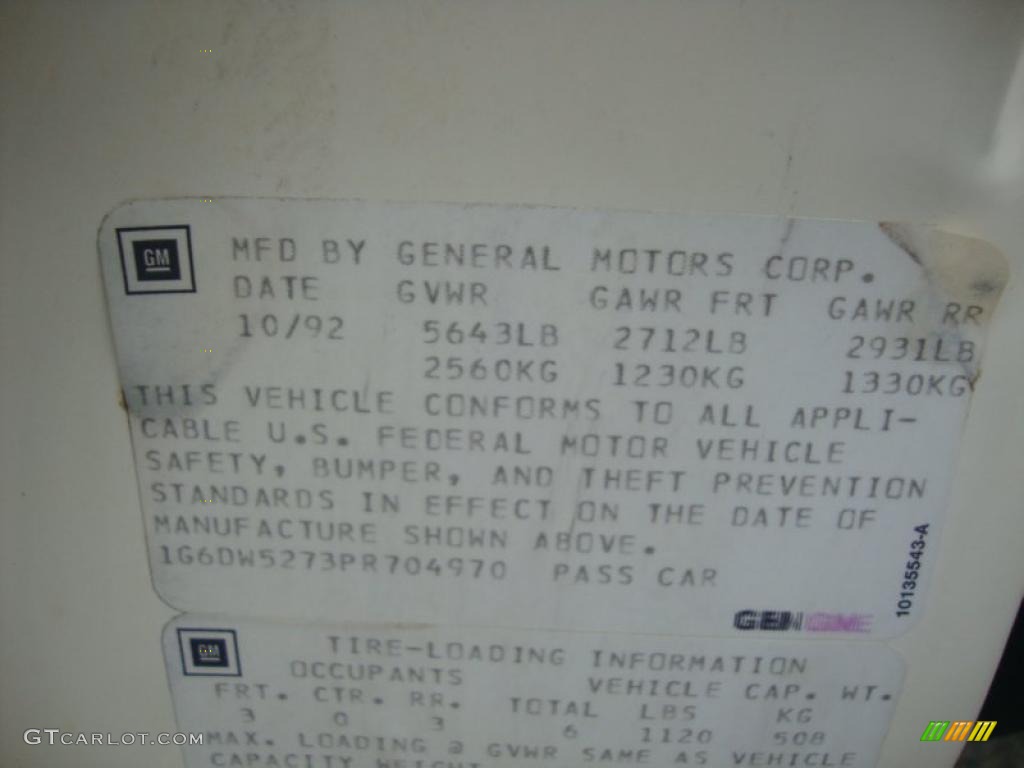 GM
MFD BY GENERAL MOTORS CORP.
DATE GVWR GAWR FRT GAWR RR
10/92 5643LB 2712LB 2931LB
2560KG 1230KG 1330KG
THIS VEHICLE CONFORMS TO ALL APPLI-
CABLE U.S. FEDERAL MOTOR VEHICLE
SAFETY, BUMPER, AND THEFT PREVENTION
STANDARDS IN EFFECT ON THE DATE OF
MANUFACTURE SHOWN ABOVE.
1G6DW5273PR704970 PASS CAR
10135543-A
GM
TIRE-LOADING INFORMATION
OCCUPANTS VEHICLE CAP. WT.
FRT. CTR. RR. TOTAL LBS KG
3 0 3 6 1120 508
MAX. LOADING @ GVWR SAME AS VEHICLE
CAPACITY WEIGHT
GTCARLOT.COM